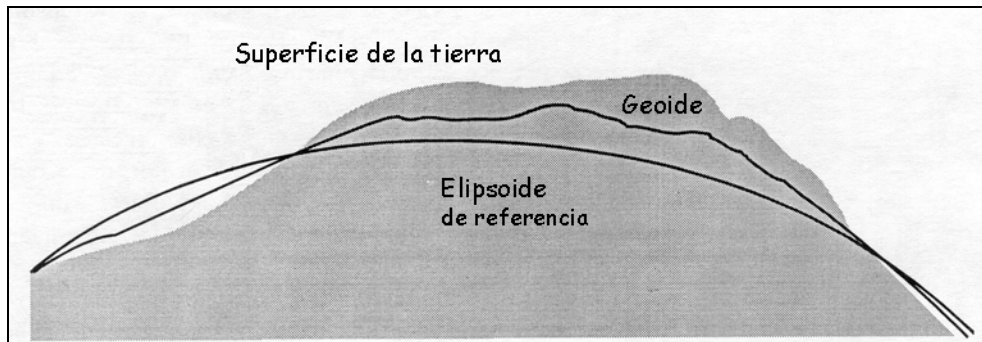 Superficie de la tierra
Geoide
Elipsoide
de referencia